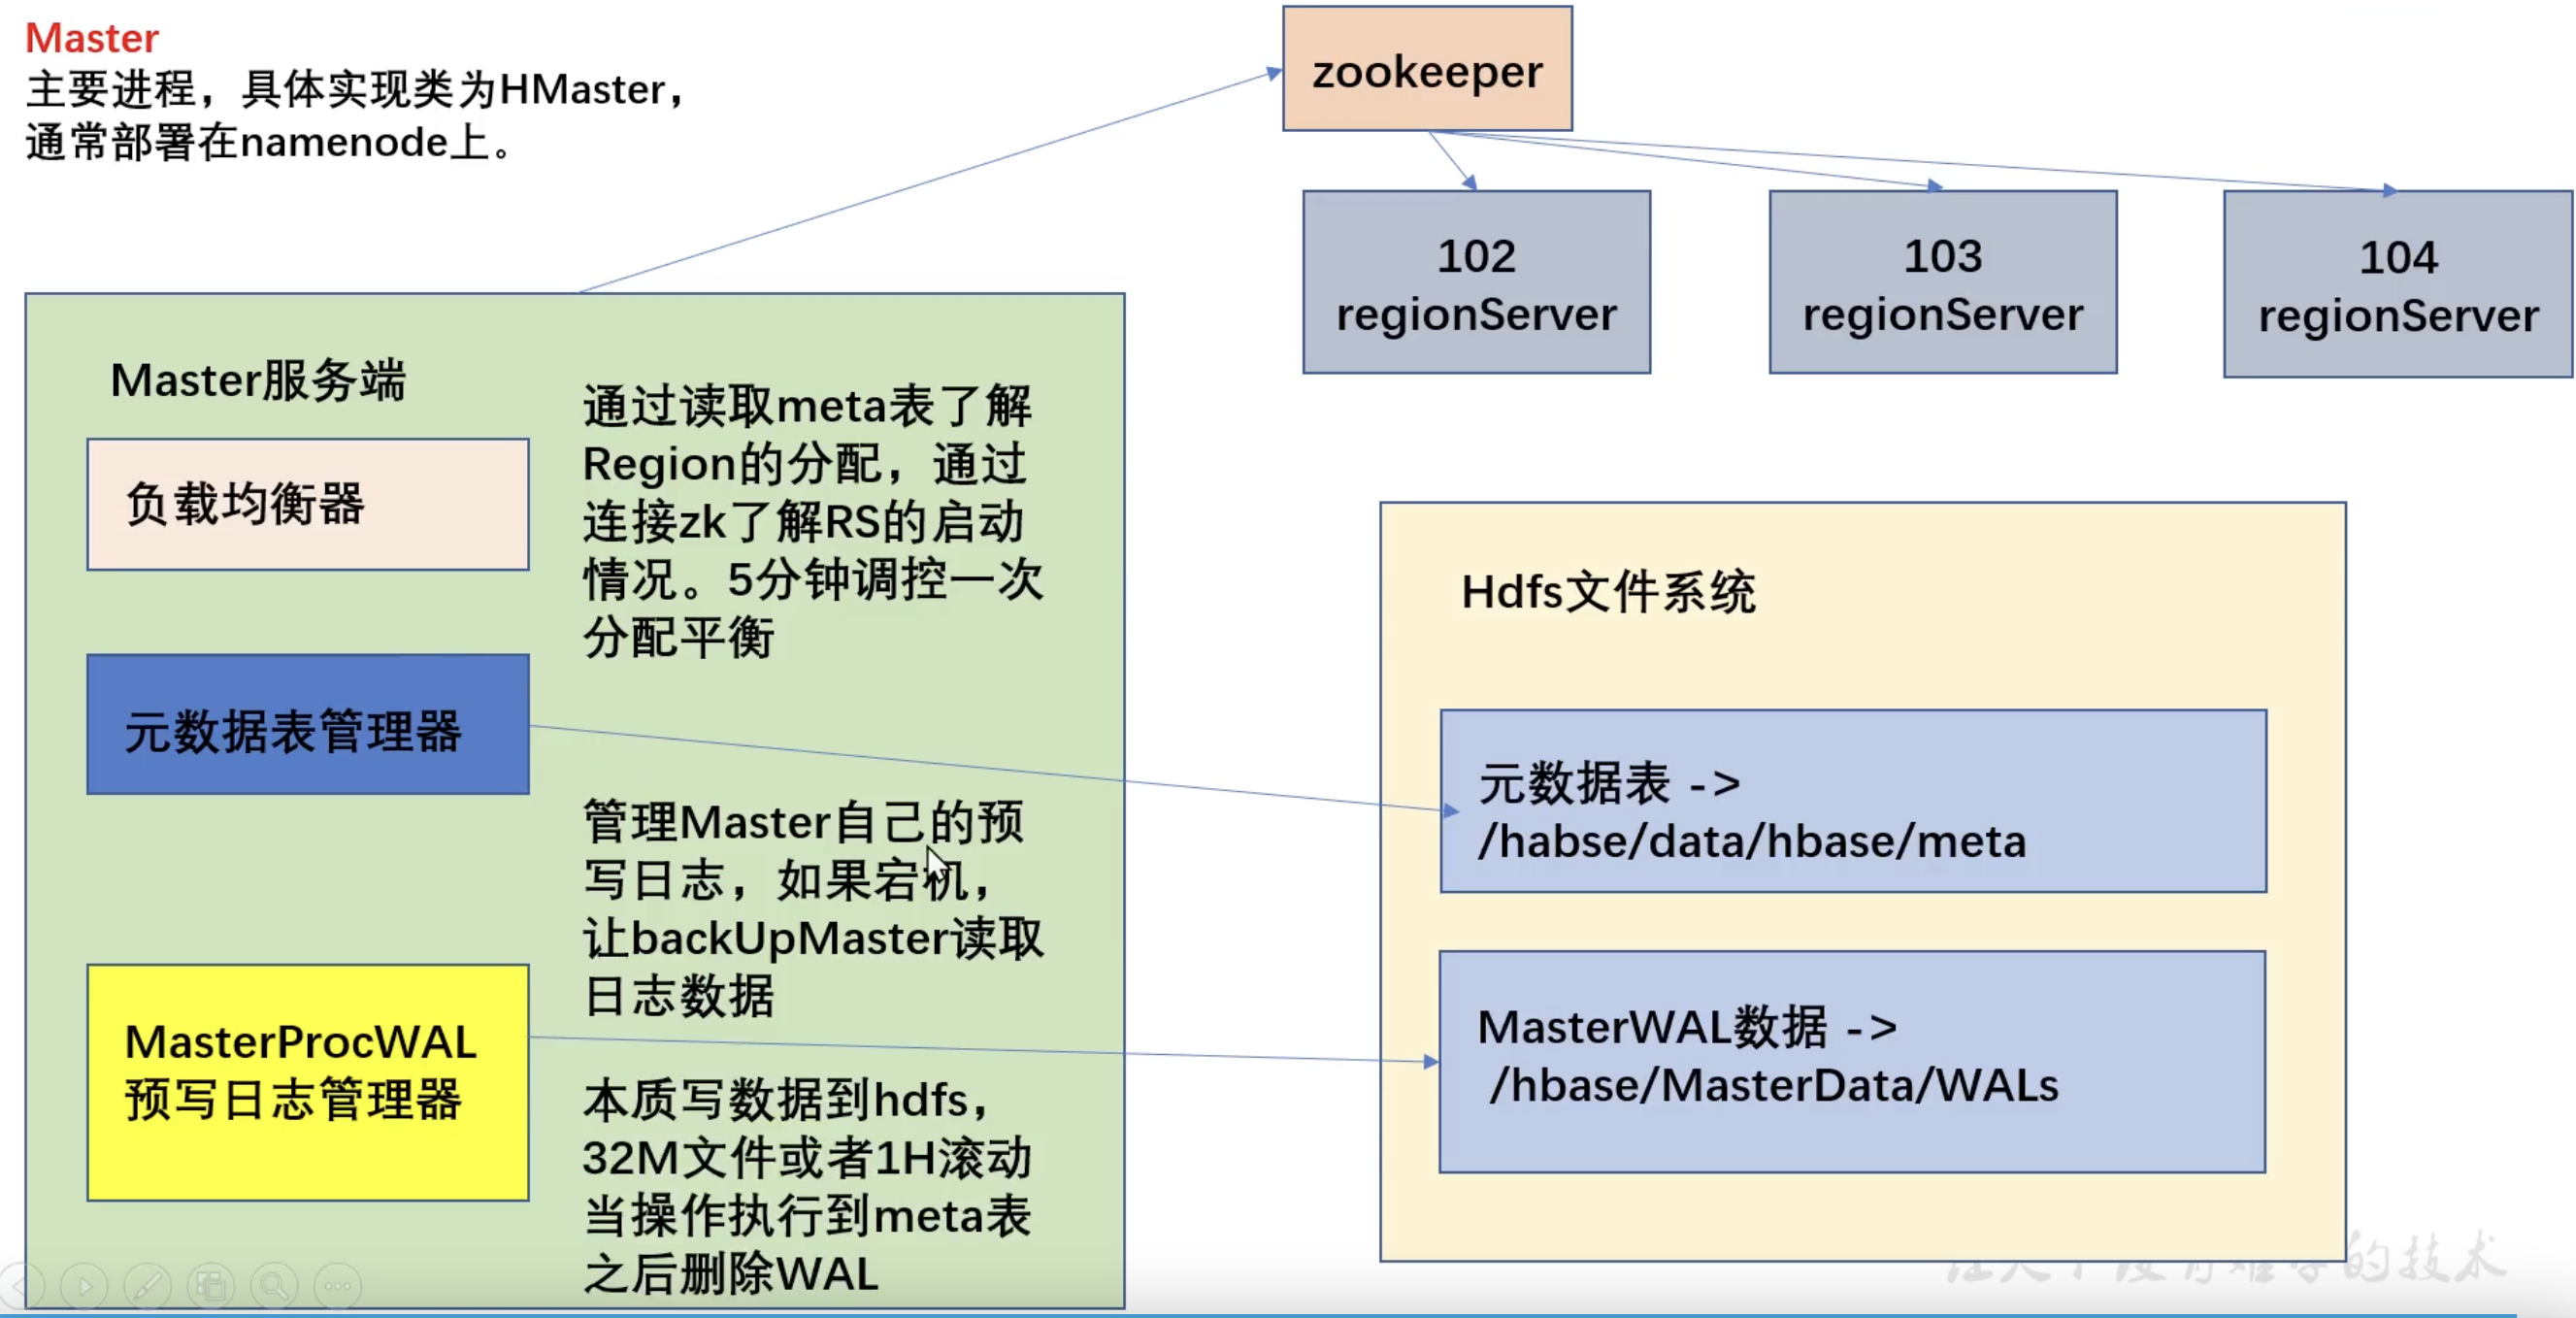 Master
主要进程，具体实现类为HMaster，
通常部署在namenode上。
zookeeper
102
regionServer
103
regionServer
104
regionServer
Master服务端
负载均衡器
通过读取meta表了解
Region的分配，通过
连接zk了解RS的启动
情况。5分钟调控一次
分配平衡
元数据表管理器
管理Master自己的预
写日志，如果宕机，
让backUpMaster读取
日志数据
MasterProcWAL
预写日志管理器
本质写数据到hdfs，
32M文件或者1H滚动
当操作执行到meta表
之后删除WAL
Hdfs文件系统
元数据表 ->
/habse/data/hbase/meta
MasterWAL数据 ->
/hbase/MasterData/WALs
的技术